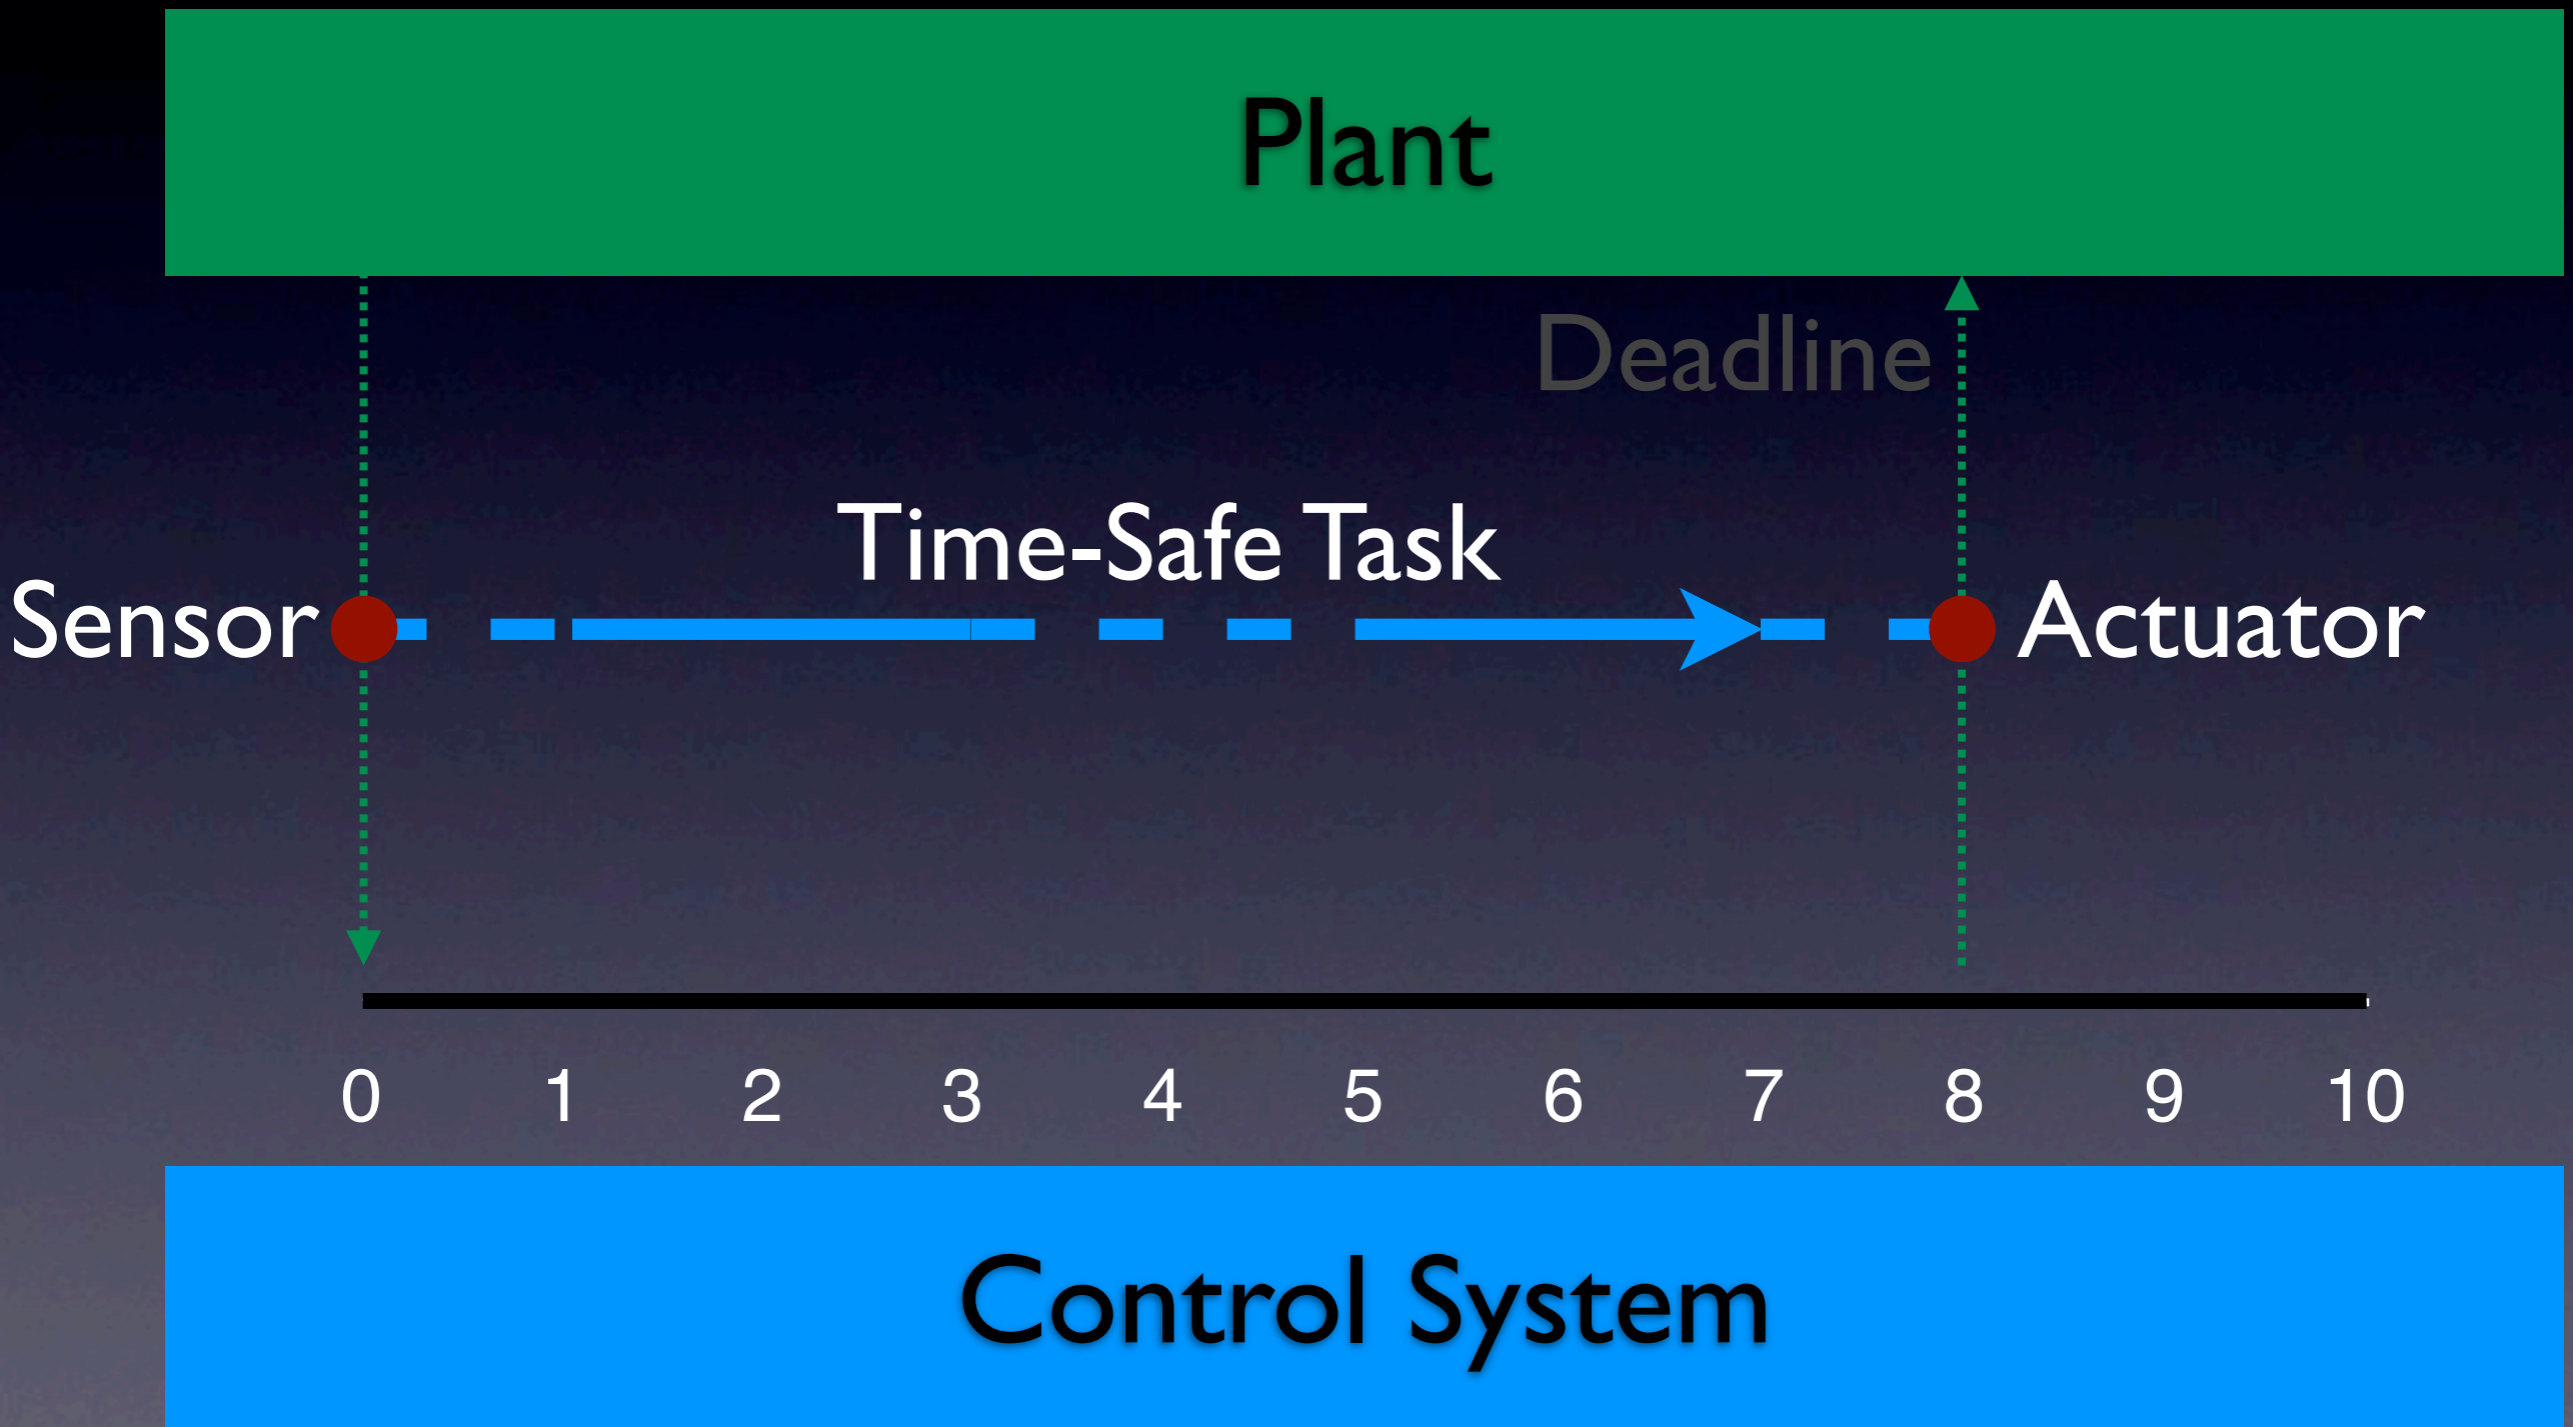 Plant
Deadline
Time-Safe Task
Sensor
Actuator
0 1 2 3 4 5 6 7 8 9 10
Control System